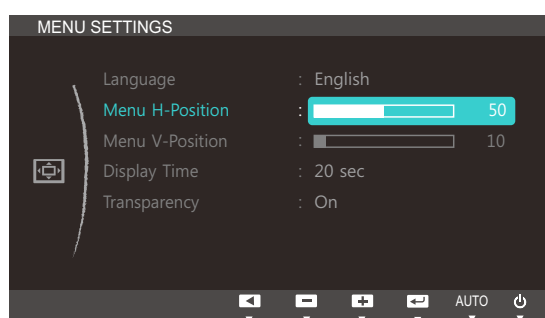 MENU SETTINGS
Language : English
Menu H-Position : 50
Menu V-Position : 10
Display Time : 20 sec
Transparency : On
AUTO